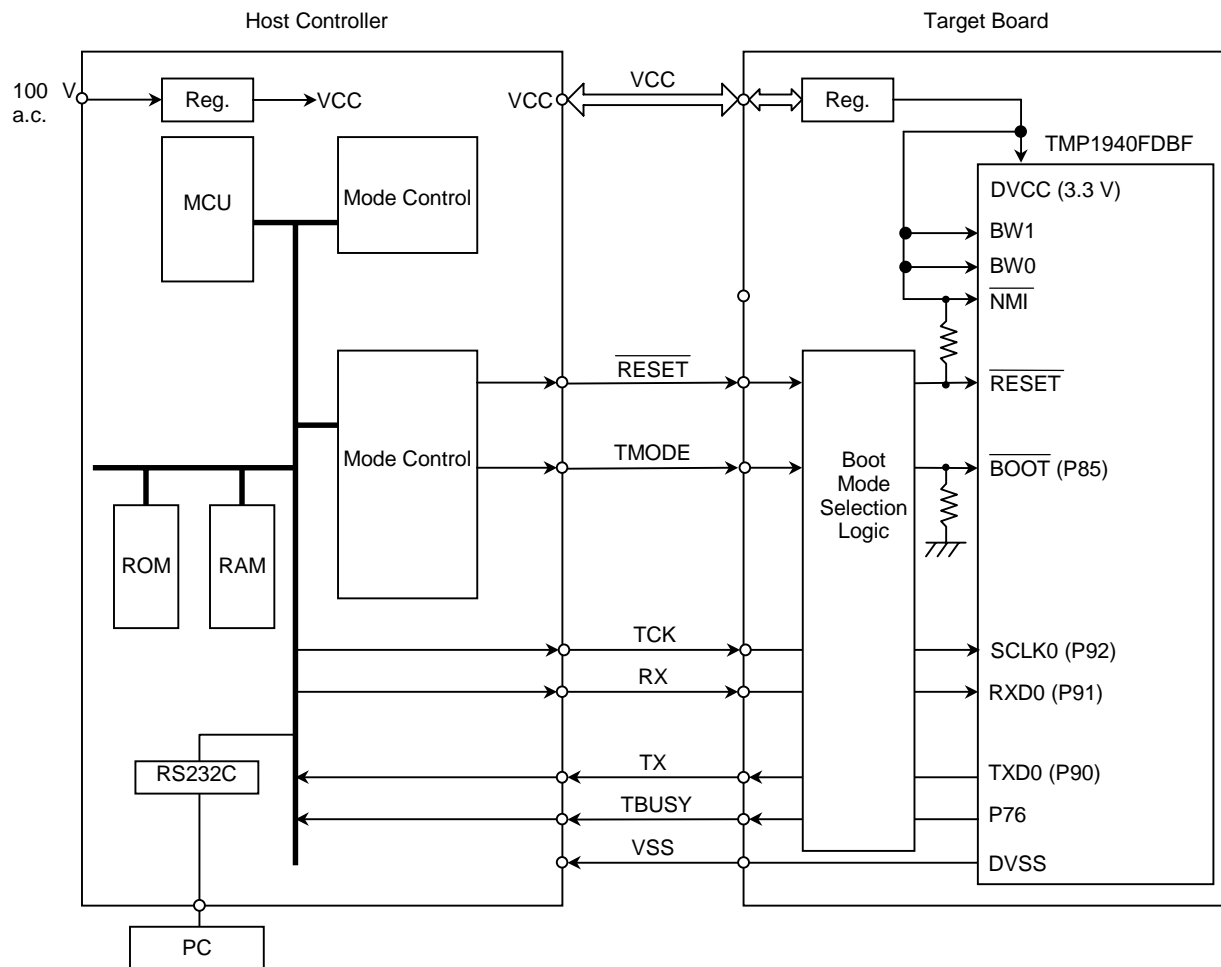 Host Controller
Target Board
100 V
a.c.
Reg.
VCC
VCC
VCC
Reg.
TMP1940FDBF
MCU
Mode Control
DVCC (3.3 V)
BW1
BW0
NMI
RESET
RESET
Mode Control
TMODE
Boot
Mode
Selection
Logic
BOOT (P85)
ROM
RAM
TCK
SCLK0 (P92)
RX
RXD0 (P91)
RS232C
TX
TXD0 (P90)
TBUSY
P76
VSS
DVSS
PC